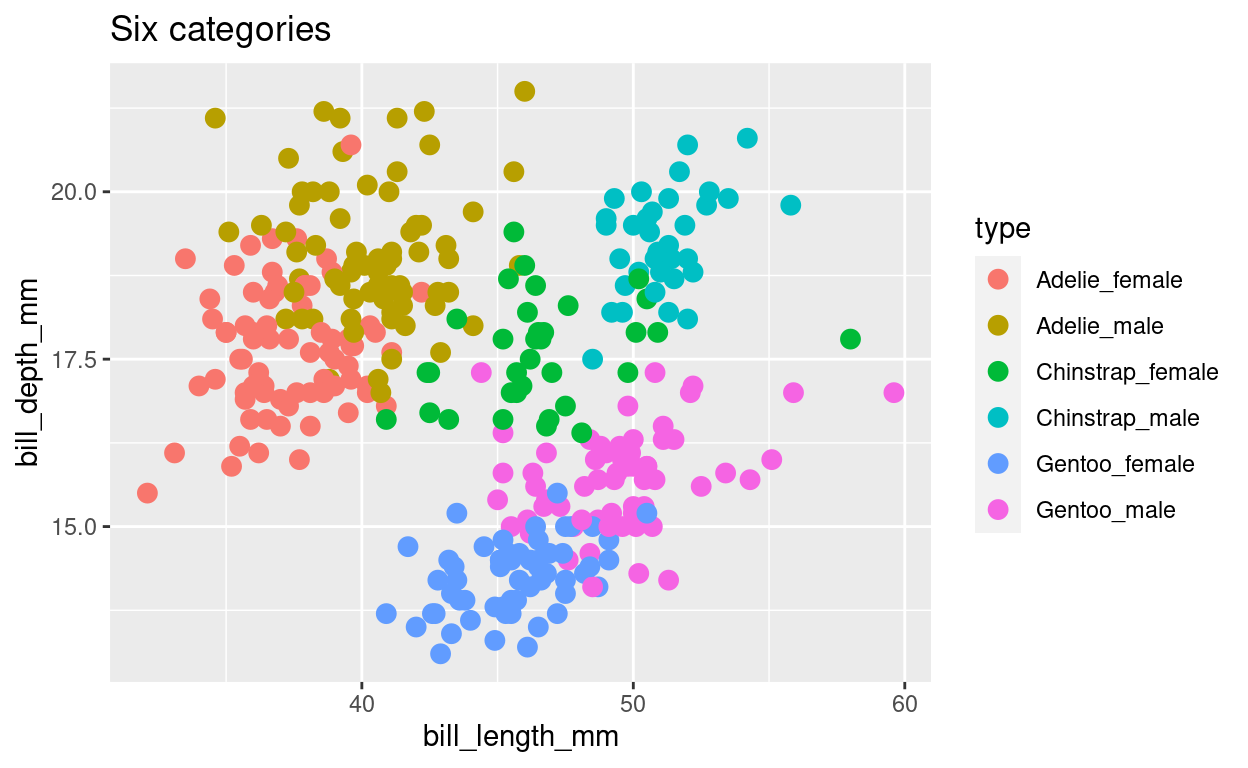 Six categories
20.0
17.5
15.0
bill_depth_mm
40
50
60
bill_length_mm
type
Adelie_female
Adelie_male
Chinstrap_female
Chinstrap_male
Gentoo_female
Gentoo_male